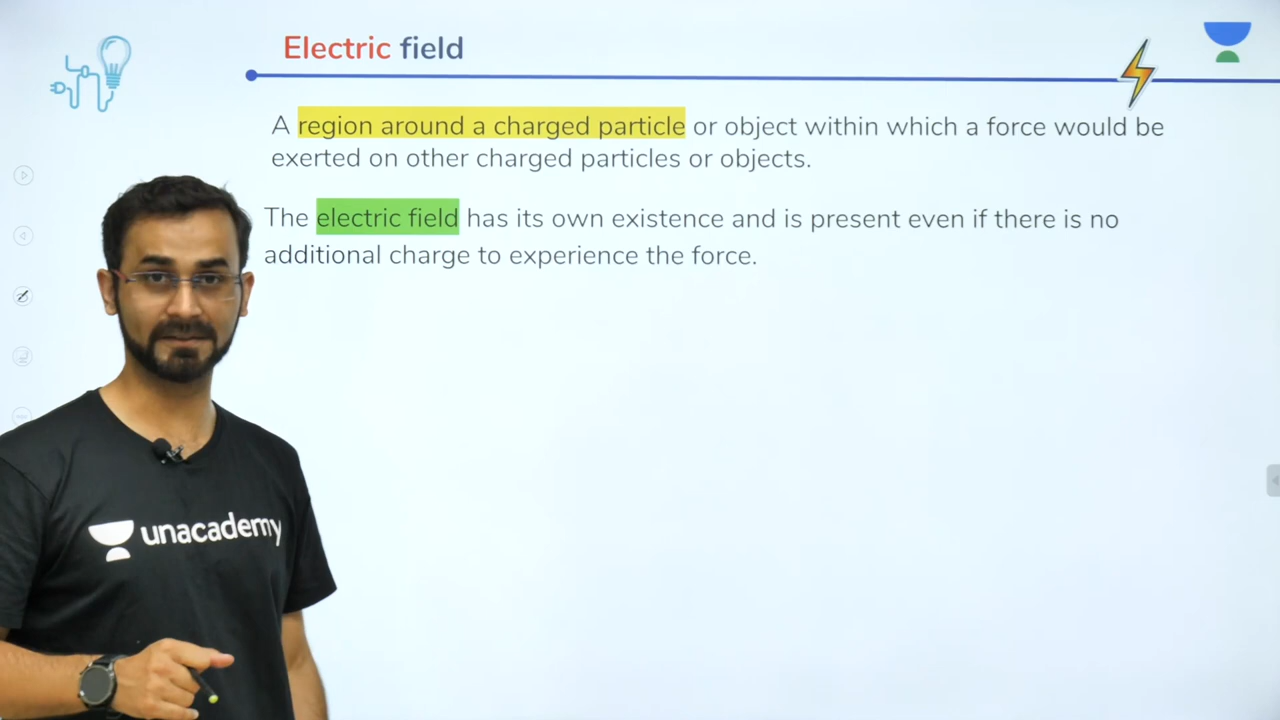 Electric field
A region around a charged particle or object within which a force would be
exerted on other charged particles or objects.
The electric field has its own existence and is present even if there is no
additional charge to experience the force.
unacademy